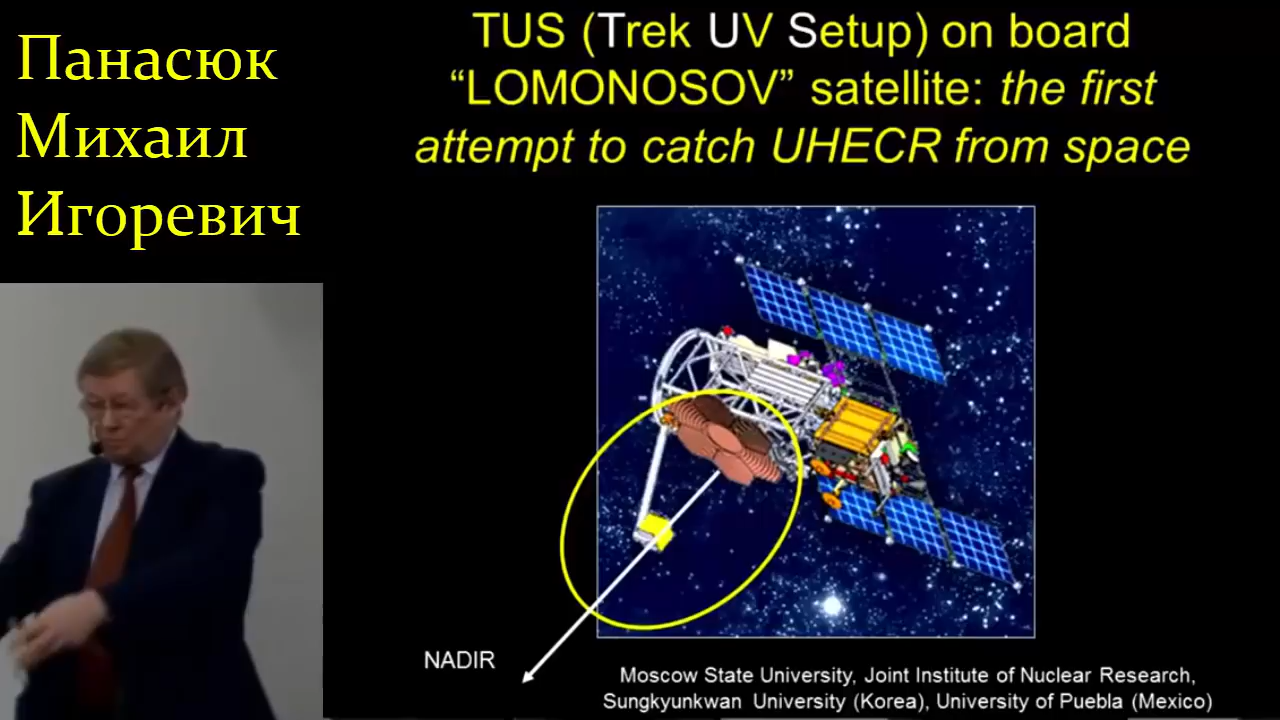 Панасюк
Михаил
Игоревич
TUS (Trek UV Setup) on board
“LOMONOSOV” satellite: the first
attempt to catch UHECR from space
NADIR
Moscow State University, Joint Institute of Nuclear Research,
Sungkyunkwan University (Korea), University of Puebla (Mexico)